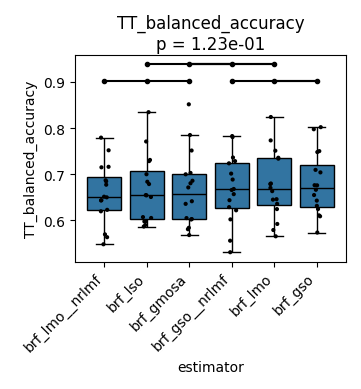 TT_balanced_accuracy
p = 1.23e-01
TT_balanced_accuracy
0.9
0.8
0.7
0.6
brf_lmo__nrlmf
brf_lso
brf_gmosa
brf_gso__nrlmf
brf_lmo
brf_gso
estimator